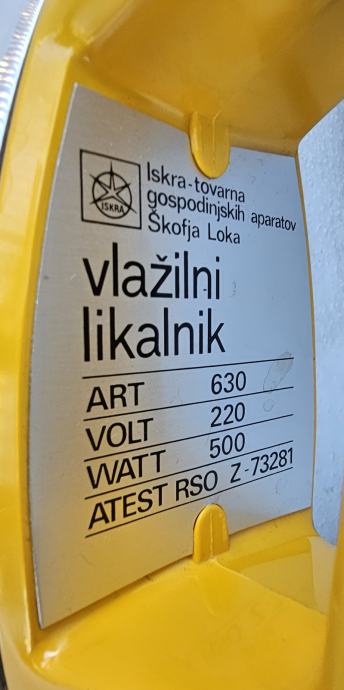 ISKRA
Iskra-tovarna
gospodinjskih aparatov
Škofja Loka
vlažilni
likalnik
ART 630
VOLT 220
WATT 500
ATEST RSO Z-73281